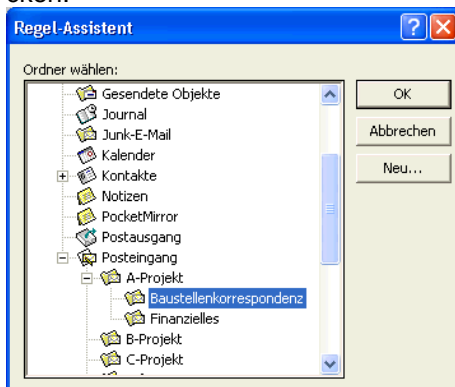 Regel-Assistent
Ordner wählen:
Gesendete Objekte
Journal
Junk-E-Mail
Kalender
Kontakte
Notizen
PocketMirror
Postausgang
Posteingang
A-Projekt
Baustellenkorrespondenz
Finanzielles
B-Projekt
C-Projekt
OK
Abbrechen
Neu...